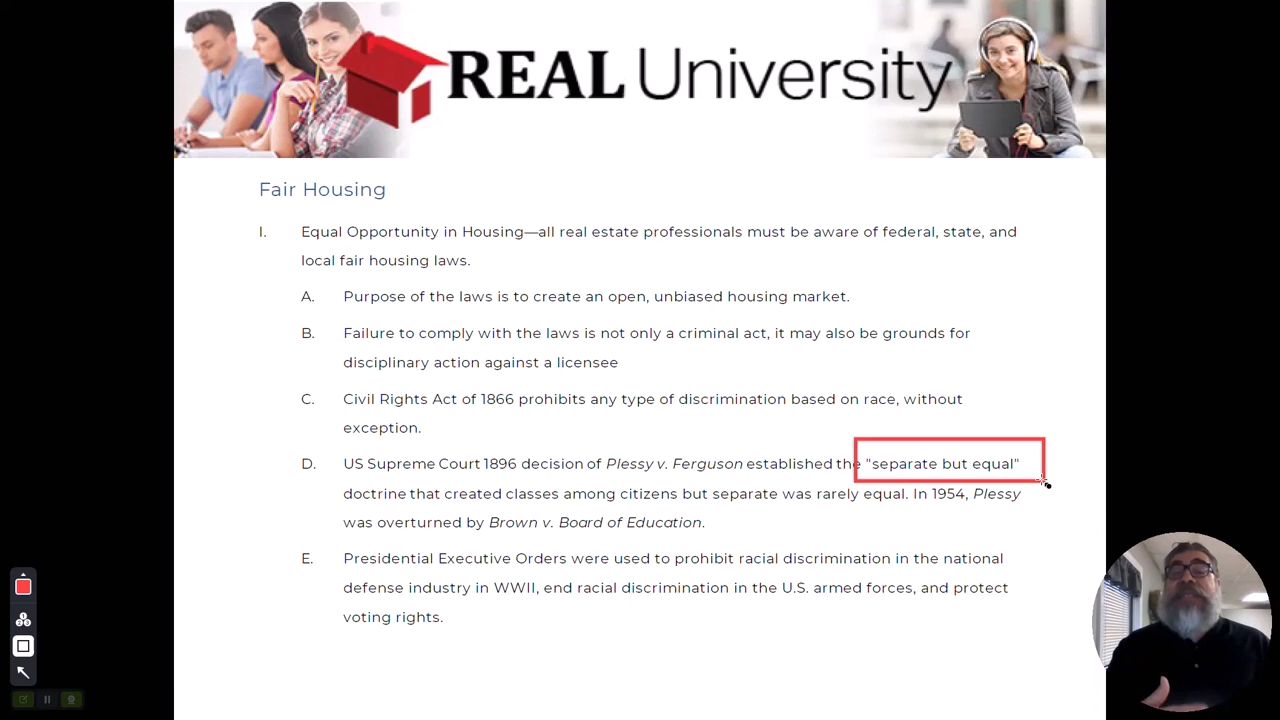 REAL University
Fair Housing
I. Equal Opportunity in Housing—all real estate professionals must be aware of federal, state, and
local fair housing laws.
A. Purpose of the laws is to create an open, unbiased housing market.
B. Failure to comply with the laws is not only a criminal act, it may also be grounds for
disciplinary action against a licensee
C. Civil Rights Act of 1866 prohibits any type of discrimination based on race, without
exception.
D. US Supreme Court 1896 decision of Plessy v. Ferguson established the "separate but equal"
doctrine that created classes among citizens but separate was rarely equal. In 1954, Plessy
was overturned by Brown v. Board of Education.
E. Presidential Executive Orders were used to prohibit racial discrimination in the national
defense industry in WWII, end racial discrimination in the U.S. armed forces, and protect
voting rights.